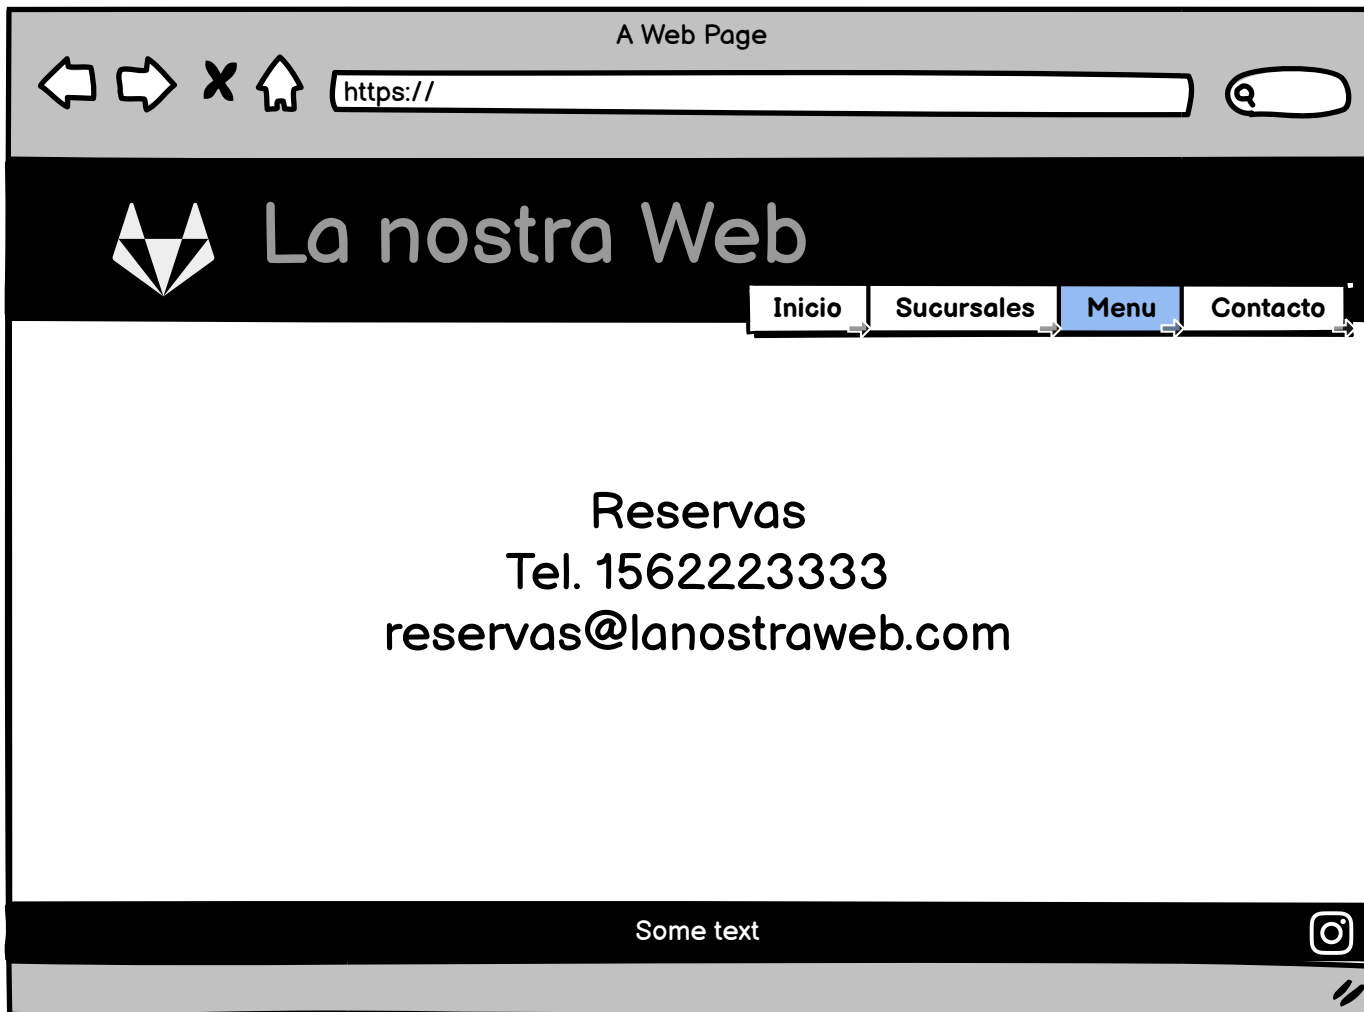 A Web Page
https://
La nostra Web
Inicio Sucursales Menu Contacto
Reservas
Tel. 1562223333
reservas@lanostraweb.com
Some text